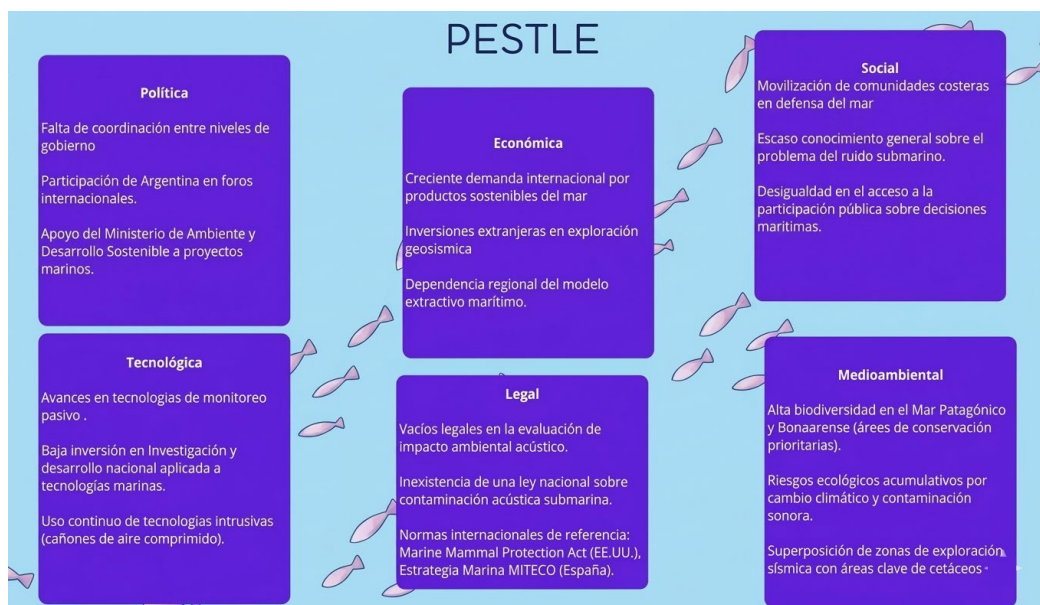 PESTLE
Política
Falta de coordinación entre niveles de
gobierno
Participación de Argentina en foros
internacionales.
Apoyo del Ministerio de Ambiente y
Desarrollo Sostenible a proyectos
marinos.
Económica
Creciente demanda internacional por
productos sostenibles del mar
Inversiones extranjeras en exploración
geosismica
Dependencia regional del modelo
extractivo marítimo.
Social
Movilización de comunidades costeras
en defensa del mar
Escaso conocimiento general sobre el
problema del ruido submarino.
Desigualdad en el acceso a la
participación pública sobre decisiones
maritimas.
Tecnológica
Avances en tecnologías de monitoreo
pasivo .
Baja inversión en Investigación y
desarrollo nacional aplicada a
tecnologías marinas.
Uso continuo de tecnologías intrusivas
(cañones de aire comprimido).
Legal
Vacíos legales en la evaluación de
impacto ambiental acústico.
Inexistencia de una ley nacional sobre
contaminación acústica submarina.
Normas internacionales de referencia:
Marine Mammal Protection Act (EE.UU.),
Estrategia Marina MITECO (España).
Medioambiental
Alta biodiversidad en el Mar Patagónico
y Bonaarense (árees de conservación
prioritarias).
Riesgos ecológicos acumulativos por
cambio climático y contaminación
sonora.
Superposición de zonas de exploración
sísmica con áreas clave de cetáceos